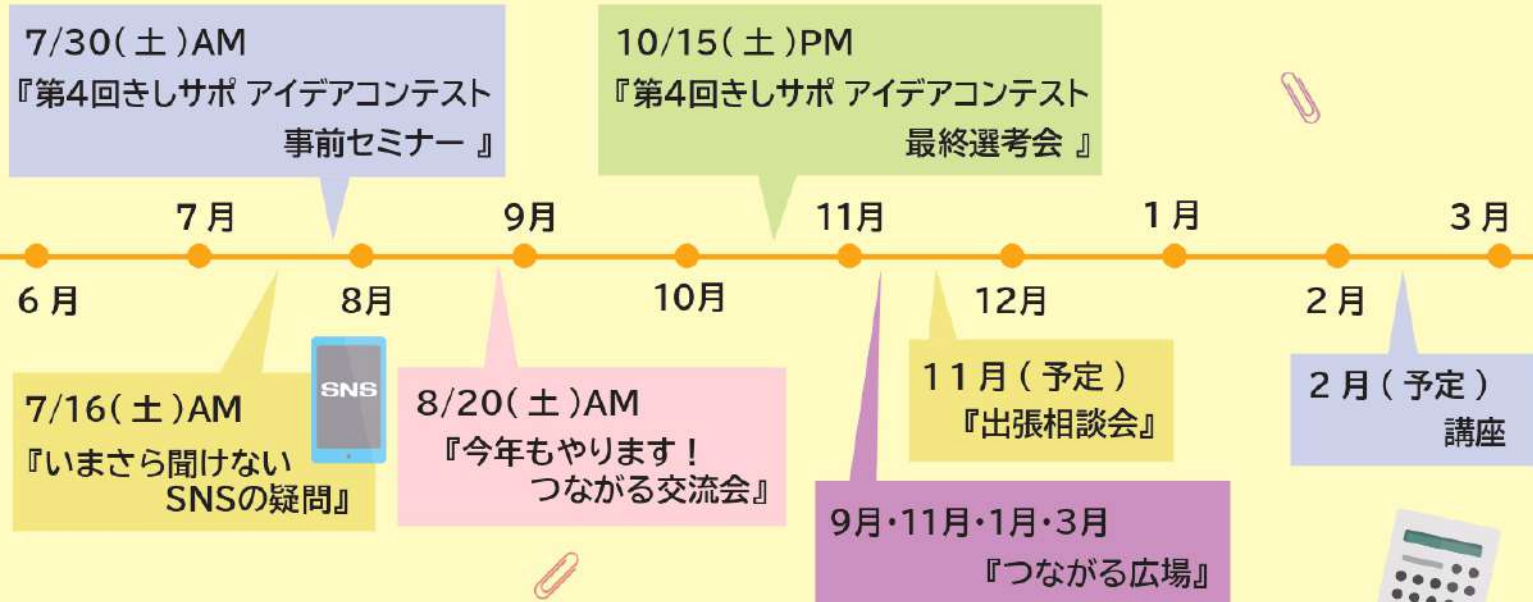 7/30(土)AM
『第4回きしサポ アイデアコンテスト
事前セミナー 』
10/15(土)PM
『第4回きしサポ アイデアコンテスト
最終選考会 』
7月
9月
11月
1月
3月
6月
8月
10月
12月
2月
7/16(土)AM
『いまさら聞けない
SNSの疑問』
SNS
8/20(土)AM
『今年もやります！
つながる交流会』
11月(予定)
『出張相談会』
9月・11月・1月・3月
『つながる広場』
2月(予定)
講座